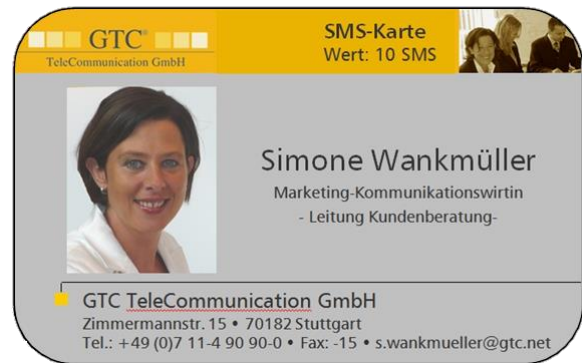 GTC®
TeleCommunication GmbH
SMS-Karte
Wert: 10 SMS
Simone Wankmüller
Marketing-Kommunikationswirtin
- Leitung Kundenberatung-
GTC TeleCommunication GmbH
Zimmermannstr. 15 • 70182 Stuttgart
Tel.: +49 (0)7 11-4 90 90-0 • Fax: -15 • s.wankmueller@gtc.net